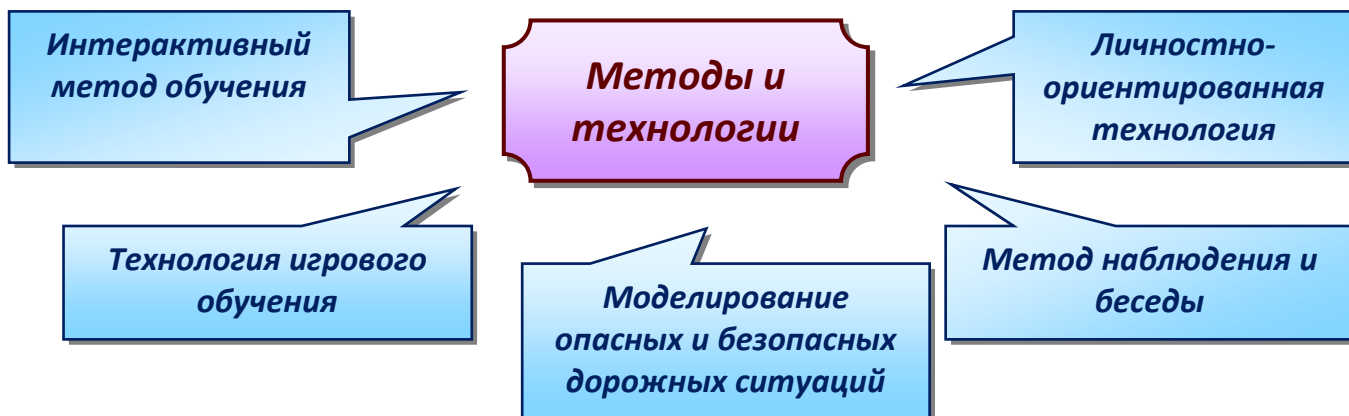 Интерактивный
метод обучения
Методы и
технологии
Личностно-
ориентированная
технология
Технология игрового
обучения
Моделирование
опасных и безопасных
дорожных ситуаций
Метод наблюдения и
беседы